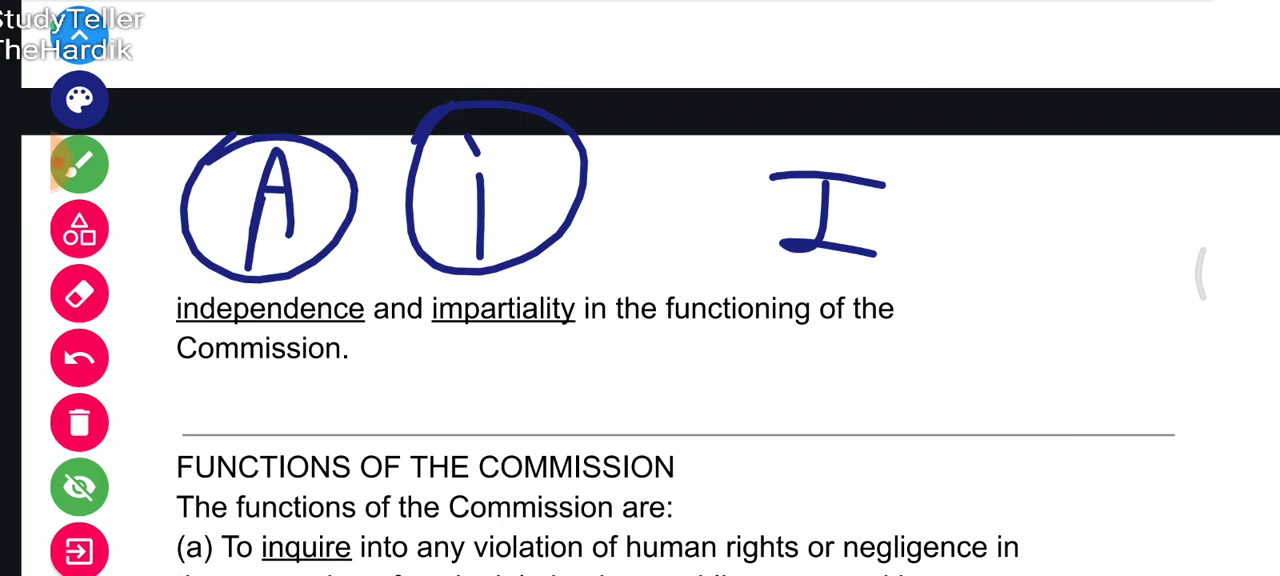 StudyTeller
TheHardik
A i I
independence and impartiality in the functioning of the
Commission.
FUNCTIONS OF THE COMMISSION
The functions of the Commission are:
(a) To inquire into any violation of human rights or negligence in